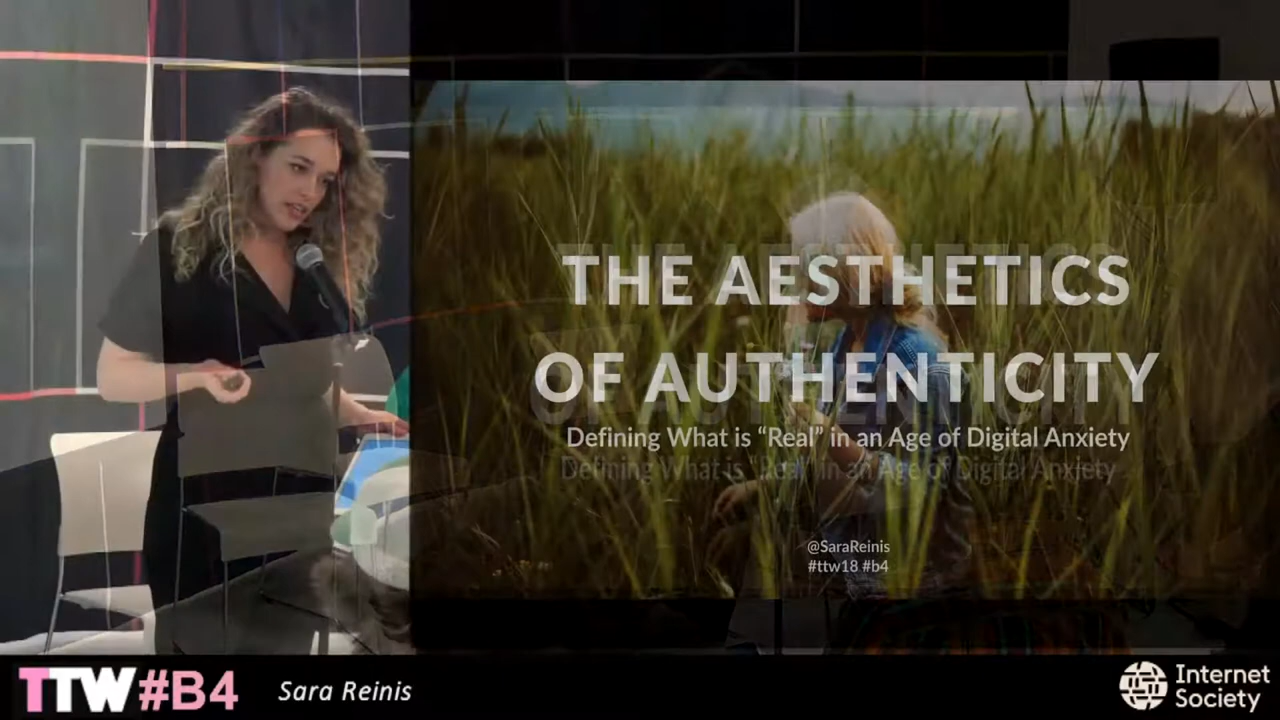 THE AESTHETICS
OF AUTHENTICITY
Defining What is “Real” in an Age of Digital Anxiety
@SaraReinis
#ttw18 #b4
TTW#B4
Sara Reinis
Internet
Society